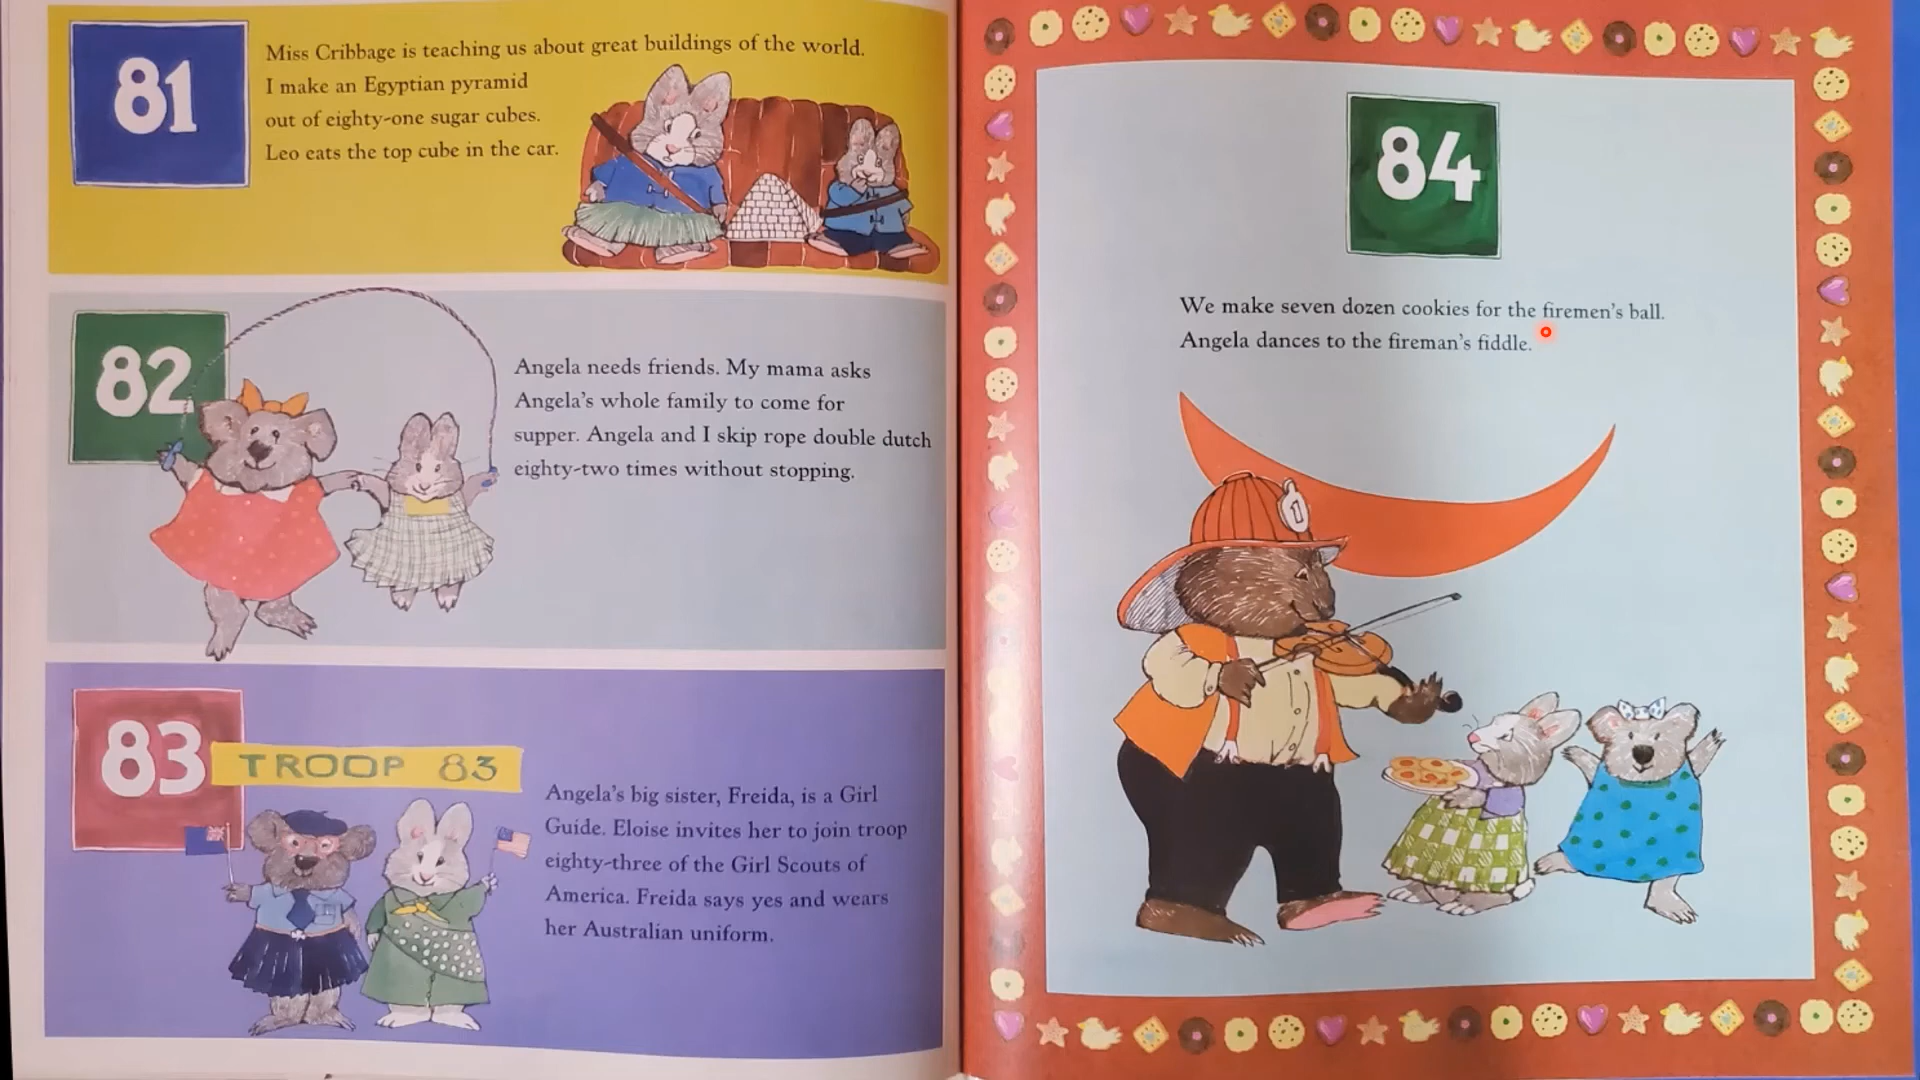 81
Miss Cribbage is teaching us about great buildings of the world.
I make an Egyptian pyramid
out of eighty-one sugar cubes.
Leo eats the top cube in the car.
82
Angela needs friends. My mama asks
Angela's whole family to come for
supper. Angela and I skip rope double dutch
eighty-two times without stopping.
83
TROOP 83
Angela's big sister, Freida, is a Girl
Guide. Eloise invites her to join troop
eighty-three of the Girl Scouts of
America. Freida says yes and wears
her Australian uniform.
84
We make seven dozen cookies for the firemen's ball.
Angela dances to the fireman's fiddle.
1